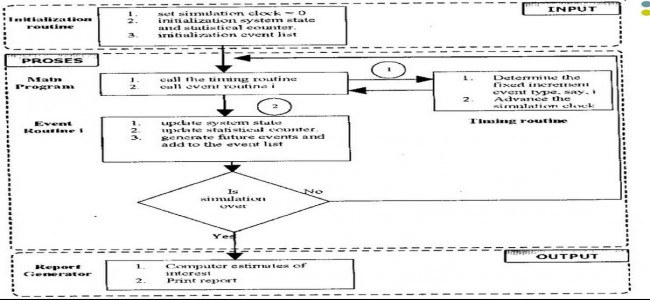 Initialization routine
1. set simulation clock = 0
2. initialization system state and statistical counter.
3. initialization event list
INPUT
PROSES
Main Program
1. call the timing routine
2. call event routine i
1
1. Determine the fixed increment event type, say, i
2. Advance the simulation clock
Timing routine
2
Event Routine i
1. update system state
2. update statistical counter.
3. generate future events and add to the event list
Is simulation over
No
Yes
OUTPUT
Report Generator
1. Computer estimates of interest
2. Print report